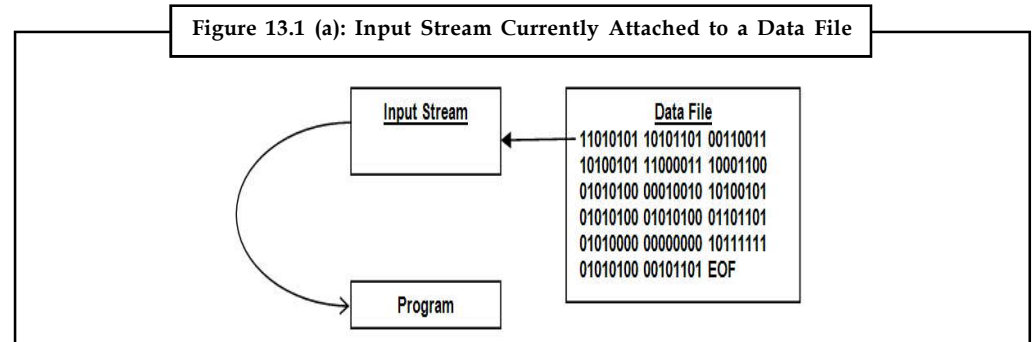 Figure 13.1 (a): Input Stream Currently Attached to a Data File
Input Stream
Data File
11010101 10101101 00110011
10100101 11000011 10001100
01010100 00010010 10100101
01010100 01010100 01101101
01010000 00000000 10111111
01010100 00101101 EOF
Program